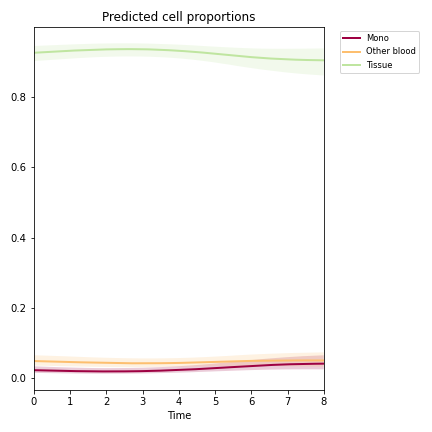 Predicted cell proportions
Mono
Other blood
Tissue
0.8
0.6
0.4
0.2
0.0
0 1 2 3 4 5 6 7 8
Time